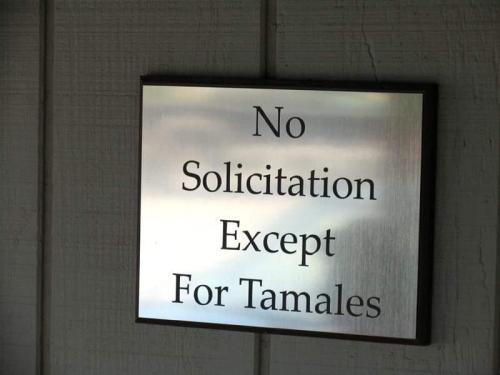 No
Solicitation
Except
For Tamales